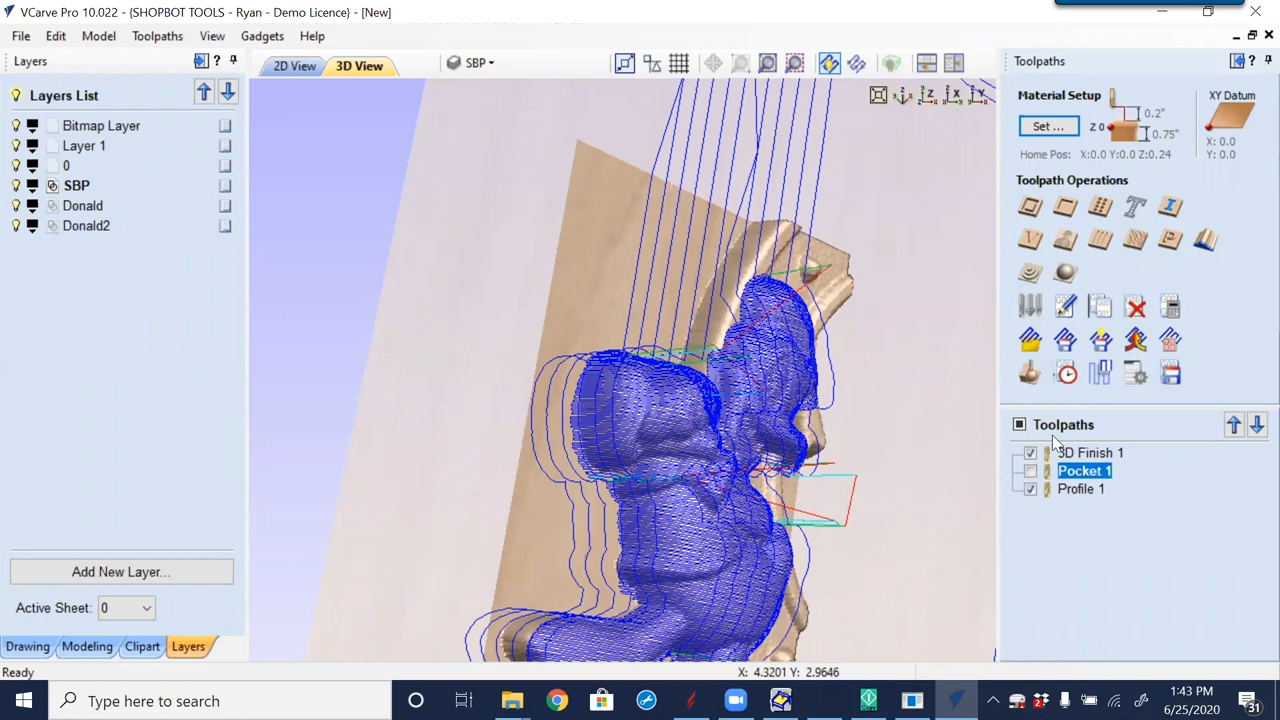 VCarve Pro 10.022 - {SHOPBOT TOOLS - Ryan - Demo Licence} - [New]
File Edit Model Toolpaths View Gadgets Help
Layers
2D View 3D View SBP
Toolpaths
Layers List
Bitmap Layer
Layer 1
0
SBP
Donald
Donald2
Material Setup
Set ...
Z 0
0.2"
0.75"
Home Pos: X:0.0 Y:0.0 Z:0.24
XY Datum
X: 0.0
Y: 0.0
Toolpath Operations
Toolpaths
3D Finish 1
Pocket 1
Profile 1
Add New Layer...
Active Sheet: 0
Drawing Modeling Clipart Layers
Ready
X: 4.3201 Y: 2.9646
Type here to search
1:43 PM
6/25/2020
31